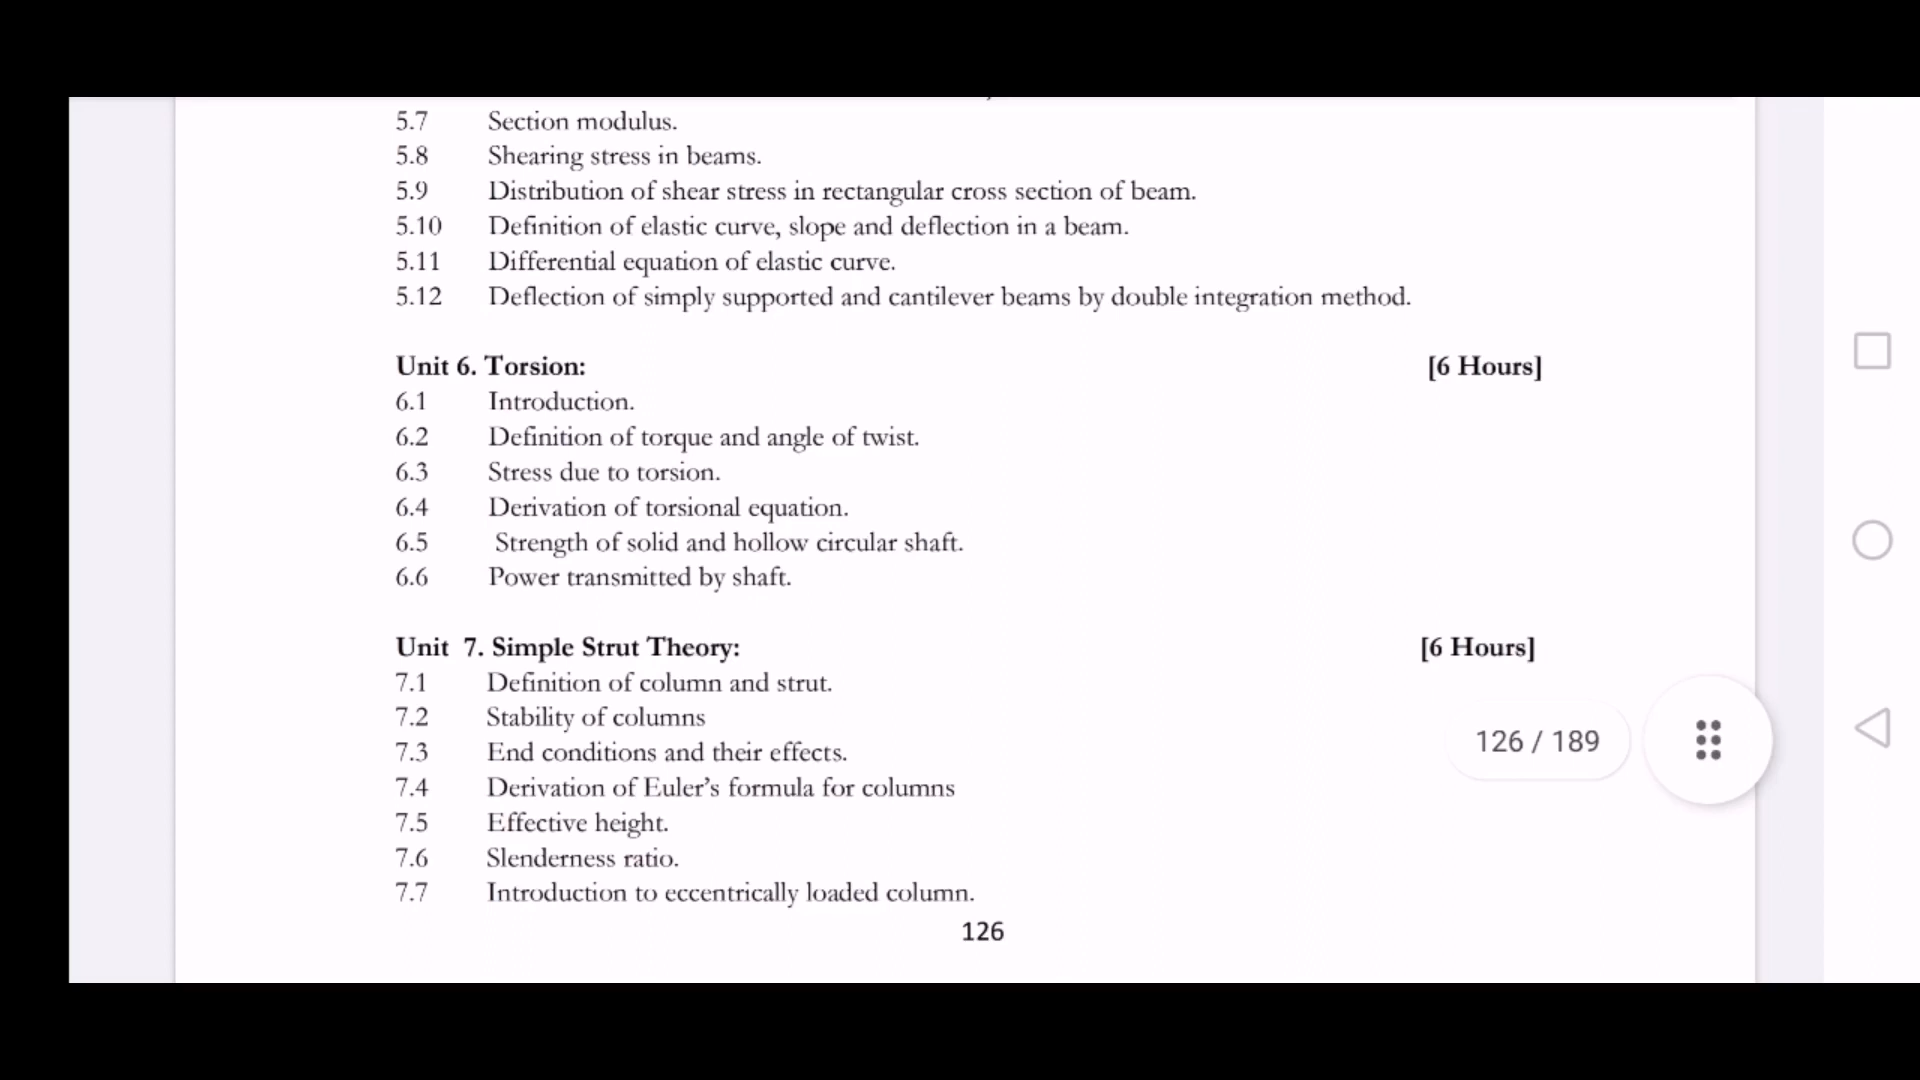 5.7 Section modulus.
5.8 Shearing stress in beams.
5.9 Distribution of shear stress in rectangular cross section of beam.
5.10 Definition of elastic curve, slope and deflection in a beam.
5.11 Differential equation of elastic curve.
5.12 Deflection of simply supported and cantilever beams by double integration method.
Unit 6. Torsion: [6 Hours]
6.1 Introduction.
6.2 Definition of torque and angle of twist.
6.3 Stress due to torsion.
6.4 Derivation of torsional equation.
6.5 Strength of solid and hollow circular shaft.
6.6 Power transmitted by shaft.
Unit 7. Simple Strut Theory: [6 Hours]
7.1 Definition of column and strut.
7.2 Stability of columns
7.3 End conditions and their effects.
126 / 189
7.4 Derivation of Euler’s formula for columns
7.5 Effective height.
7.6 Slenderness ratio.
7.7 Introduction to eccentrically loaded column.
126